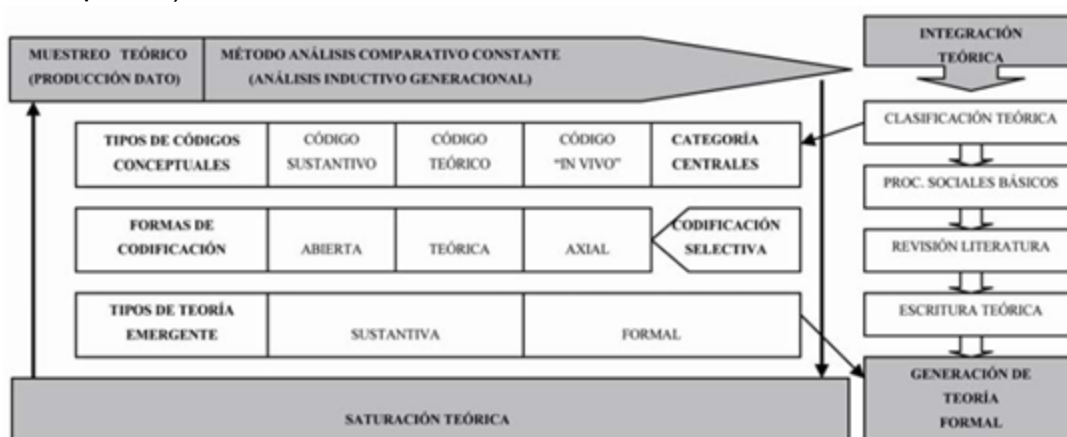 MUESTREO TEÓRICO
(PRODUCCIÓN DATO)
MÉTODO ANÁLISIS COMPARATIVO CONSTANTE
(ANÁLISIS INDUCTIVO GENERACIONAL)
INTEGRACIÓN
TEÓRICA
CLASIFICACIÓN TEÓRICA
PROC. SOCIALES BÁSICOS
REVISIÓN LITERATURA
ESCRITURA TEÓRICA
GENERACIÓN DE
TEORÍA
FORMAL
TIPOS DE CÓDIGOS
CONCEPTUALES
CÓDIGO
SUSTANTIVO
CÓDIGO
TEÓRICO
CÓDIGO
“IN VIVO”
CATEGORÍA
CENTRALES
FORMAS DE
CODIFICACIÓN
ABIERTA
TEÓRICA
AXIAL
CODIFICACIÓN
SELECTIVA
TIPOS DE TEORÍA
EMERGENTE
SUSTANTIVA
FORMAL
SATURACIÓN TEÓRICA